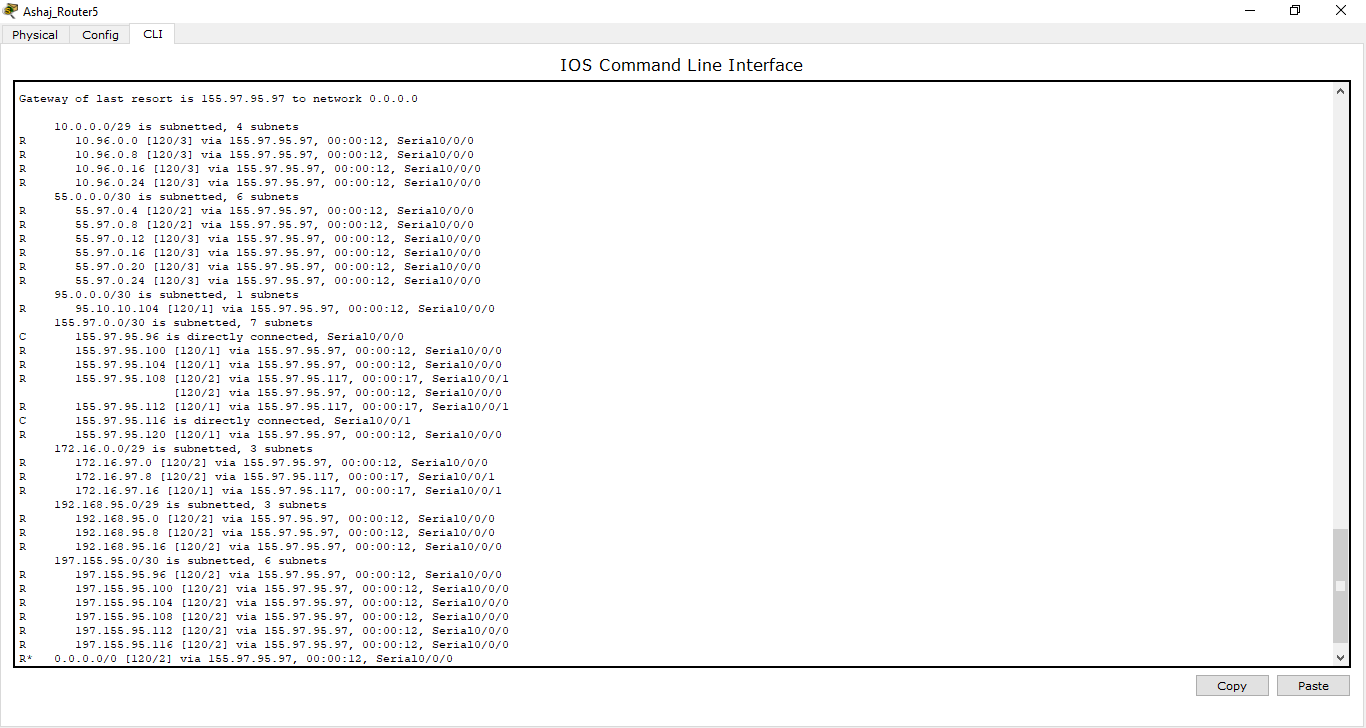 Ashaj_Router5
Physical Config CLI
IOS Command Line Interface
Gateway of last resort is 155.97.95.97 to network 0.0.0.0
     10.0.0.0/29 is subnetted, 4 subnets
R       10.96.0.0 [120/3] via 155.97.95.97, 00:00:12, Serial0/0/0
R       10.96.0.8 [120/3] via 155.97.95.97, 00:00:12, Serial0/0/0
R       10.96.0.16 [120/3] via 155.97.95.97, 00:00:12, Serial0/0/0
R       10.96.0.24 [120/3] via 155.97.95.97, 00:00:12, Serial0/0/0
     55.0.0.0/30 is subnetted, 6 subnets
R       55.97.0.4 [120/2] via 155.97.95.97, 00:00:12, Serial0/0/0
R       55.97.0.8 [120/2] via 155.97.95.97, 00:00:12, Serial0/0/0
R       55.97.0.12 [120/3] via 155.97.95.97, 00:00:12, Serial0/0/0
R       55.97.0.16 [120/3] via 155.97.95.97, 00:00:12, Serial0/0/0
R       55.97.0.20 [120/3] via 155.97.95.97, 00:00:12, Serial0/0/0
R       55.97.0.24 [120/3] via 155.97.95.97, 00:00:12, Serial0/0/0
     95.0.0.0/30 is subnetted, 1 subnets
R       95.10.10.104 [120/1] via 155.97.95.97, 00:00:12, Serial0/0/0
     155.97.0.0/30 is subnetted, 7 subnets
C       155.97.95.96 is directly connected, Serial0/0/0
R       155.97.95.100 [120/1] via 155.97.95.97, 00:00:12, Serial0/0/0
R       155.97.95.104 [120/1] via 155.97.95.97, 00:00:12, Serial0/0/0
R       155.97.95.108 [120/2] via 155.97.95.117, 00:00:17, Serial0/0/1
                      [120/2] via 155.97.95.97, 00:00:12, Serial0/0/0
R       155.97.95.112 [120/1] via 155.97.95.117, 00:00:17, Serial0/0/1
C       155.97.95.116 is directly connected, Serial0/0/1
R       155.97.95.120 [120/1] via 155.97.95.97, 00:00:12, Serial0/0/0
     172.16.0.0/29 is subnetted, 3 subnets
R       172.16.97.0 [120/2] via 155.97.95.97, 00:00:12, Serial0/0/0
R       172.16.97.8 [120/2] via 155.97.95.117, 00:00:17, Serial0/0/1
R       172.16.97.16 [120/1] via 155.97.95.117, 00:00:17, Serial0/0/1
     192.168.95.0/29 is subnetted, 3 subnets
R       192.168.95.0 [120/2] via 155.97.95.97, 00:00:12, Serial0/0/0
R       192.168.95.8 [120/2] via 155.97.95.97, 00:00:12, Serial0/0/0
R       192.168.95.16 [120/2] via 155.97.95.97, 00:00:12, Serial0/0/0
     197.155.95.0/30 is subnetted, 6 subnets
R       197.155.95.96 [120/2] via 155.97.95.97, 00:00:12, Serial0/0/0
R       197.155.95.100 [120/2] via 155.97.95.97, 00:00:12, Serial0/0/0
R       197.155.95.104 [120/2] via 155.97.95.97, 00:00:12, Serial0/0/0
R       197.155.95.108 [120/2] via 155.97.95.97, 00:00:12, Serial0/0/0
R       197.155.95.112 [120/2] via 155.97.95.97, 00:00:12, Serial0/0/0
R       197.155.95.116 [120/2] via 155.97.95.97, 00:00:12, Serial0/0/0
R*   0.0.0.0/0 [120/2] via 155.97.95.97, 00:00:12, Serial0/0/0
Copy Paste